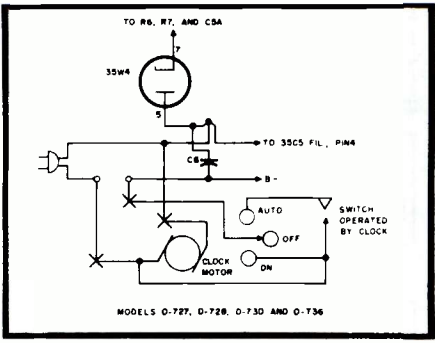 TO R6, R7, AND C5A
7
35W4
5
TO 35C5 FIL., PIN4
C6
B-
AUTO
SWITCH
OPERATED
BY CLOCK
OFF
ON
CLOCK
MOTOR
MODELS D-727, D-728, D-730 AND D-736